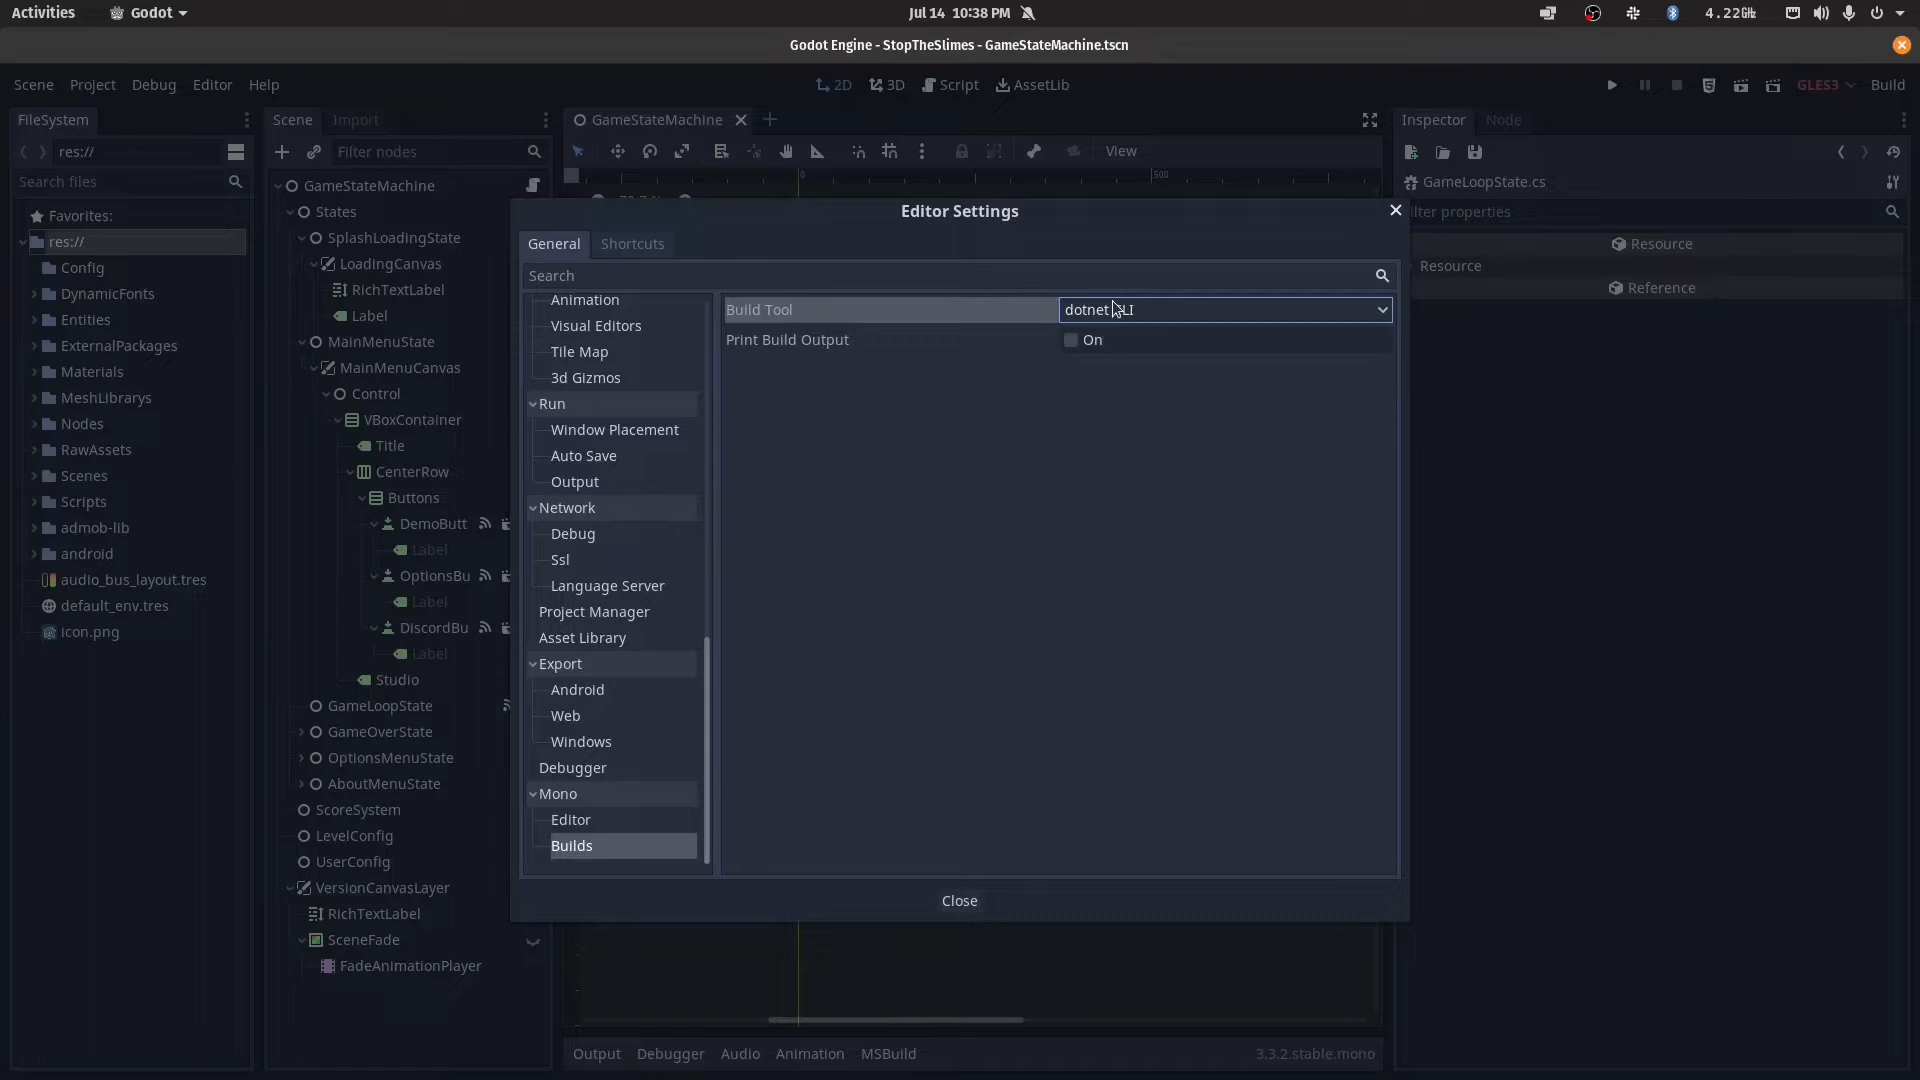 Activities
Godot
Jul 14 10:38 PM
4.22GHz
Godot Engine - StopTheSlimes - GameStateMachine.tscn
Scene Project Debug Editor Help
2D 3D Script AssetLib
GLES3 Build
FileSystem
res://
Search files
Favorites:
res://
Config
DynamicFonts
Entities
ExternalPackages
Materials
MeshLibrarys
Nodes
RawAssets
Scenes
Scripts
admob-lib
android
audio_bus_layout.tres
default_env.tres
icon.png
Scene Import
Filter nodes
GameStateMachine
States
SplashLoadingState
LoadingCanvas
RichTextLabel
Label
MainMenuState
MainMenuCanvas
Control
VBoxContainer
Title
CenterRow
Buttons
DemoButt
Label
OptionsBu
Label
DiscordBu
Label
Studio
GameLoopState
GameOverState
OptionsMenuState
AboutMenuState
ScoreSystem
LevelConfig
UserConfig
VersionCanvasLayer
RichTextLabel
SceneFade
FadeAnimationPlayer
GameStateMachine
View
0 500
Editor Settings
General Shortcuts
Search
Animation
Visual Editors
Tile Map
3d Gizmos
Run
Window Placement
Auto Save
Output
Network
Debug
Ssl
Language Server
Project Manager
Asset Library
Export
Android
Web
Windows
Debugger
Mono
Editor
Builds
Build Tool dotnet CLI
Print Build Output On
Close
Output Debugger Audio Animation MSBuild
3.3.2.stable.mono
Inspector Node
GameLoopState.cs
ilter properties
Resource
Resource
Reference